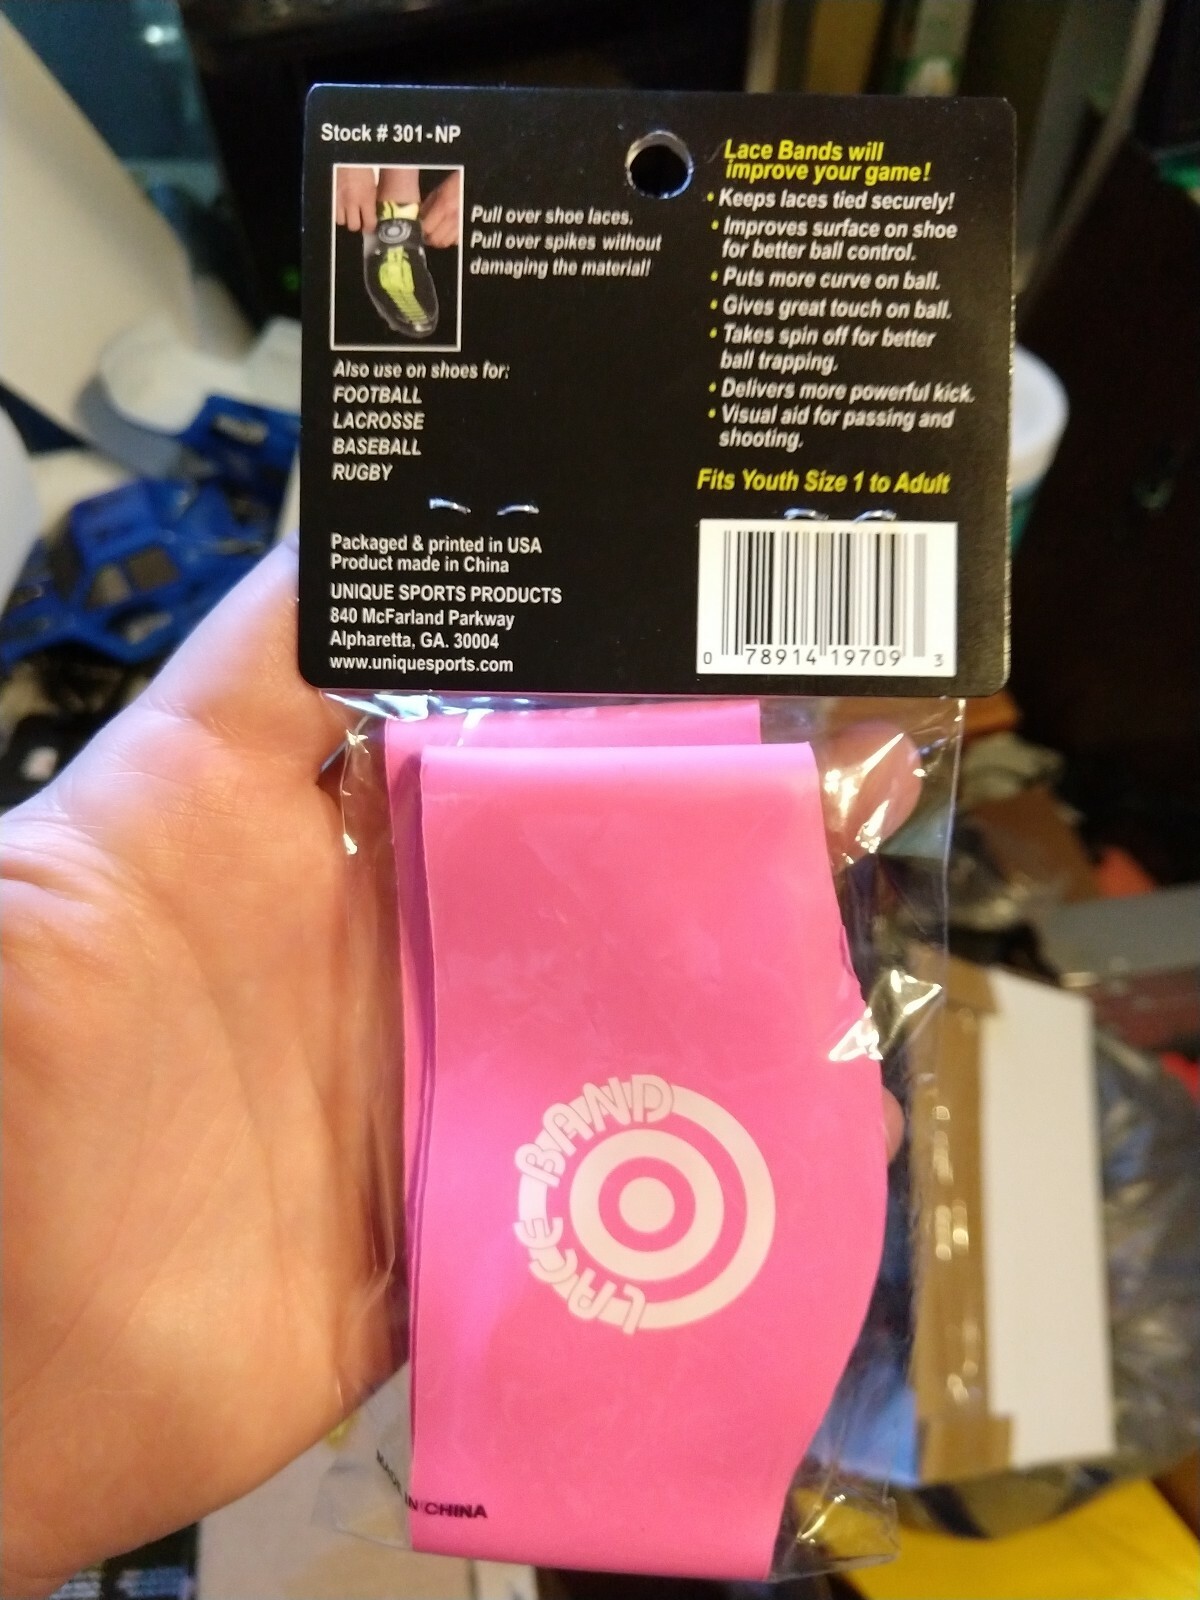 Stock # 301-NP
Pull over shoe laces.
Pull over spikes without
damaging the material!
Also use on shoes for:
FOOTBALL
LACROSSE
BASEBALL
RUGBY
Packaged & printed in USA
Product made in China
UNIQUE SPORTS PRODUCTS
840 McFarland Parkway
Alpharetta, GA. 30004
www.uniquesports.com
Lace Bands will
improve your game!
• Keeps laces tied securely!
• Improves surface on shoe
for better ball control.
• Puts more curve on ball.
• Gives great touch on ball.
• Takes spin off for better
ball trapping.
• Delivers more powerful kick.
• Visual aid for passing and
shooting.
Fits Youth Size 1 to Adult
0 78914 19709 3
LACE BAND
MADE IN CHINA